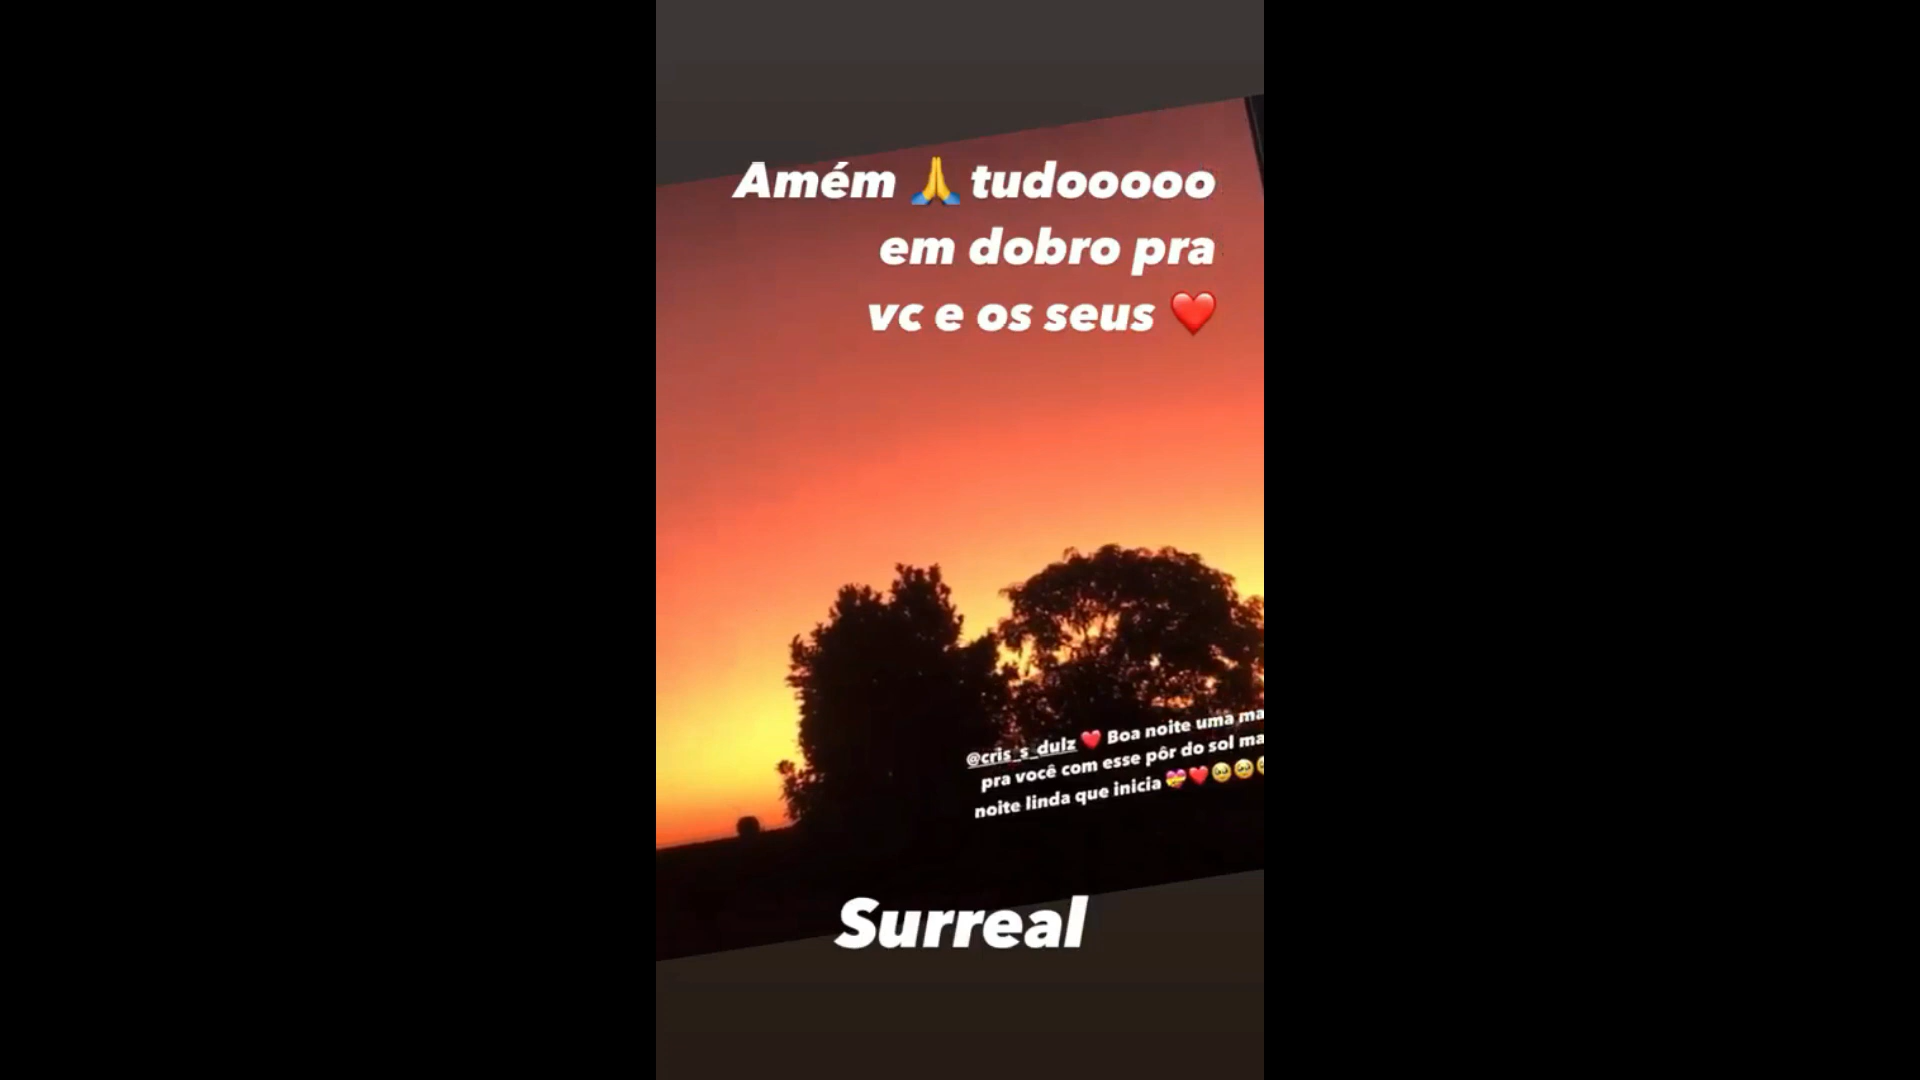 Amém 🙏 tudooooo
em dobro pra
vc e os seus ❤️
@cris_s_dulz ❤️ Boa noite uma
pra você com esse pôr do sol
noite linda que inicia 💝❤️🥹🥹
Surreal